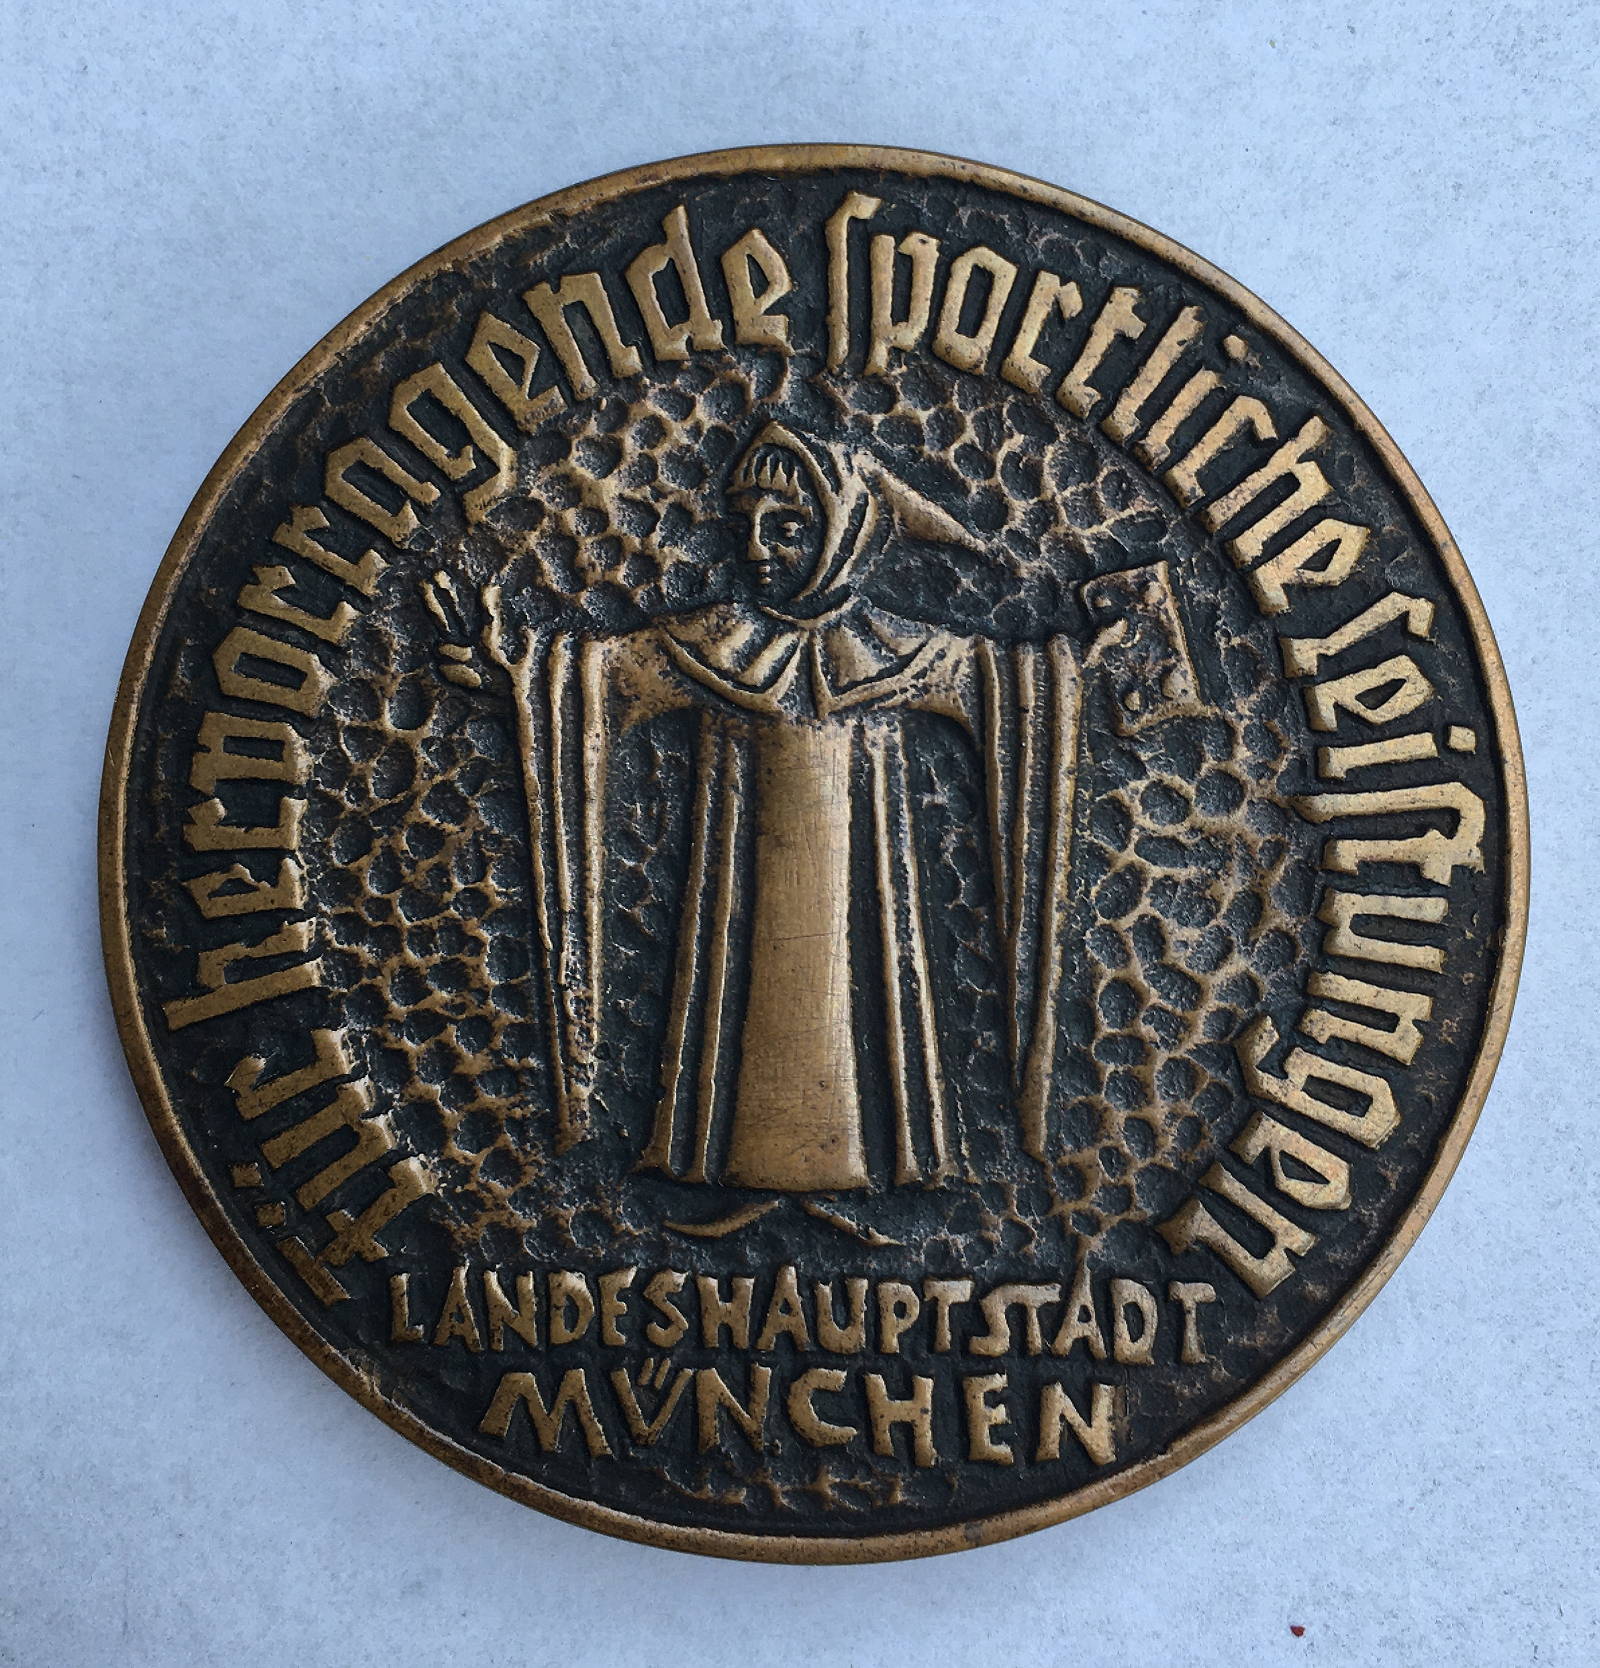 Für hervorragende sportliche Leistungen
LANDESHAUPTSTADT
MÜNCHEN